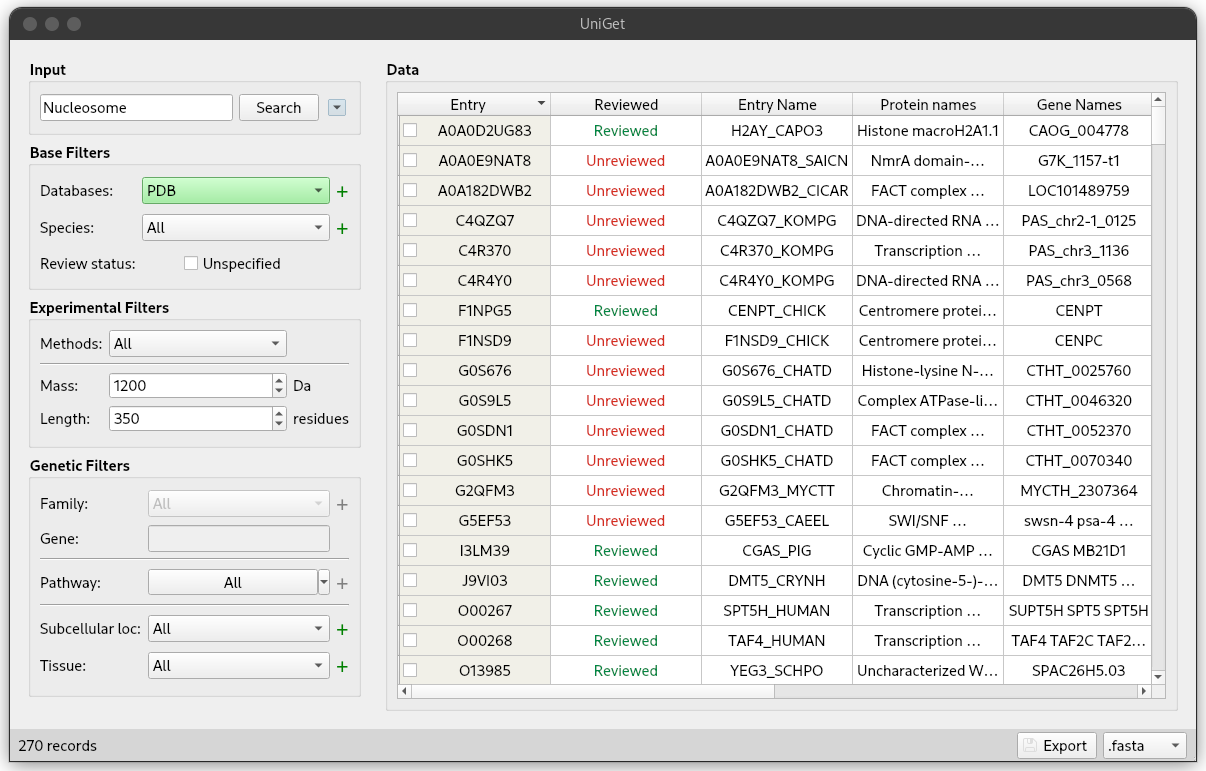 UniGet
Input
Nucleosome
Search
Base Filters
Databases: PDB +
Species: All +
Review status: Unspecified
Experimental Filters
Methods: All
Mass: 1200 Da
Length: 350 residues
Genetic Filters
Family: All +
Gene:
Pathway: All +
Subcellular loc: All +
Tissue: All +
Data
Entry Reviewed Entry Name Protein names Gene Names
A0A0D2UG83 Reviewed H2AY_CAPO3 Histone macroH2A1.1 CAOG_004778
A0A0E9NAT8 Unreviewed A0A0E9NAT8_SAICN NmrA domain-… G7K_1157-t1
A0A182DWB2 Unreviewed A0A182DWB2_CICAR FACT complex … LOC101489759
C4QZQ7 Unreviewed C4QZQ7_KOMPG DNA-directed RNA … PAS_chr2-1_0125
C4R370 Unreviewed C4R370_KOMPG Transcription … PAS_chr3_1136
C4R4Y0 Unreviewed C4R4Y0_KOMPG DNA-directed RNA … PAS_chr3_0568
F1NPG5 Reviewed CENPT_CHICK Centromere protei… CENPT
F1NSD9 Unreviewed F1NSD9_CHICK Centromere protei… CENPC
G0S676 Unreviewed G0S676_CHATD Histone-lysine N-… CTHT_0025760
G0S9L5 Unreviewed G0S9L5_CHATD Complex ATPase-li… CTHT_0046320
G0SDN1 Unreviewed G0SDN1_CHATD FACT complex … CTHT_0052370
G0SHK5 Unreviewed G0SHK5_CHATD FACT complex … CTHT_0070340
G2QFM3 Unreviewed G2QFM3_MYCTT Chromatin-… MYCTH_2307364
G5EF53 Unreviewed G5EF53_CAEEL SWI/SNF … swsn-4 psa-4 …
I3LM39 Reviewed CGAS_PIG Cyclic GMP-AMP … CGAS MB21D1
J9VI03 Reviewed DMT5_CRYNH DNA (cytosine-5-)-… DMT5 DNMT5 …
O00267 Reviewed SPT5H_HUMAN Transcription … SUPT5H SPT5 SPT5H
O00268 Reviewed TAF4_HUMAN Transcription … TAF4 TAF2C TAF2…
O13985 Reviewed YEG3_SCHPO Uncharacterized W… SPAC26H5.03
270 records
Export
.fasta